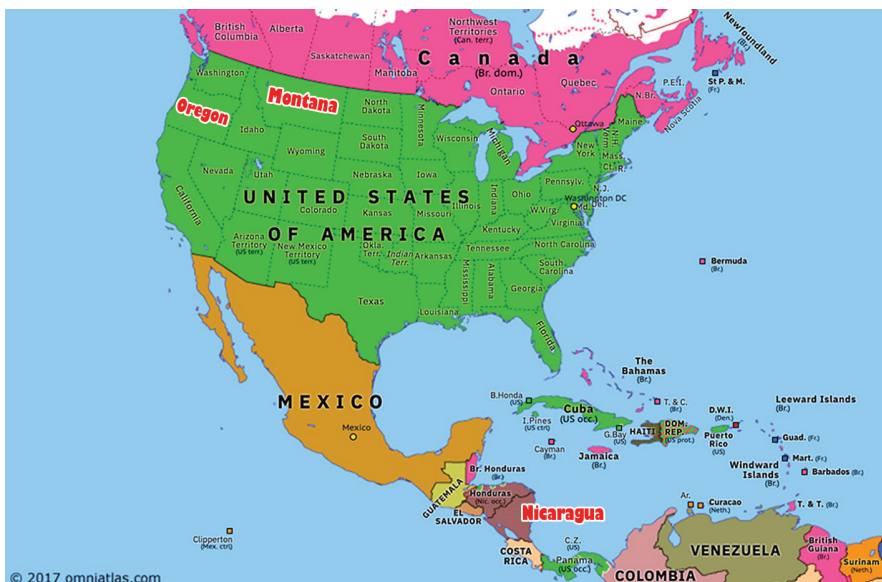 British
Columbia
Alberta
Saskatchewan
Manitoba
Northwest
Territories
(Can. terr.)
Canada
(Br. dom.)
Ontario
Quebec
Newfoundland
(Br.)
P.E.I.
St P. & M.
(Fr.)
N.Br.
Nova Scotia
Ottawa
Washington
Oregon
Montana
Idaho
North
Dakota
South
Dakota
Minnesota
Wisconsin
Michigan
Maine
N.H.
Verm.
New
York
Mass.
Ct.
R.
Wyoming
Nevada
Utah
Nebraska
Iowa
Illinois
Indiana
Ohio
Pennsylv.
N.J.
Washington DC
Md.
Del.
W.Virg.
Virginia
California
UNITED STATES
OF AMERICA
Colorado
Kansas
Missouri
Kentucky
Arizona
Territory
(US terr.)
New Mexico
Territory
(US terr.)
Okla.
Terr.
Indian
Terr.
Arkansas
Tennessee
North Carolina
South
Carolina
Mississippi
Alabama
Georgia
Texas
Louisiana
Florida
Bermuda
(Br.)
MEXICO
Mexico
The
Bahamas
(Br.)
B.Honda
(US)
I.Pines
(US ctrl)
Cuba
(US occ.)
G.Bay
(US)
T. & C.
(Br.)
Cayman
(Br.)
Jamaica
(Br.)
HAITI
DOM.
REP.
(US prot.)
D.W.I.
(Den.)
Puerto
Rico
(US)
Leeward Islands
(Br.)
Guad. (Fr.)
Mart. (Fr.)
Windward
Islands
(Br.)
Barbados (Br.)
Br. Honduras
(Br.)
GUATEMALA
Honduras
(Nic. occ.)
EL
SALVADOR
Nicaragua
Clipperton
(Mex. ctrl)
COSTA
RICA
C.Z.
(US)
Panama
(US occ.)
Ar.
Curacao
(Neth.)
T. & T. (Br.)
COLOMBIA
VENEZUELA
British
Guiana
(Br.)
Surinam
(Neth.)
© 2017 omniatlas.com